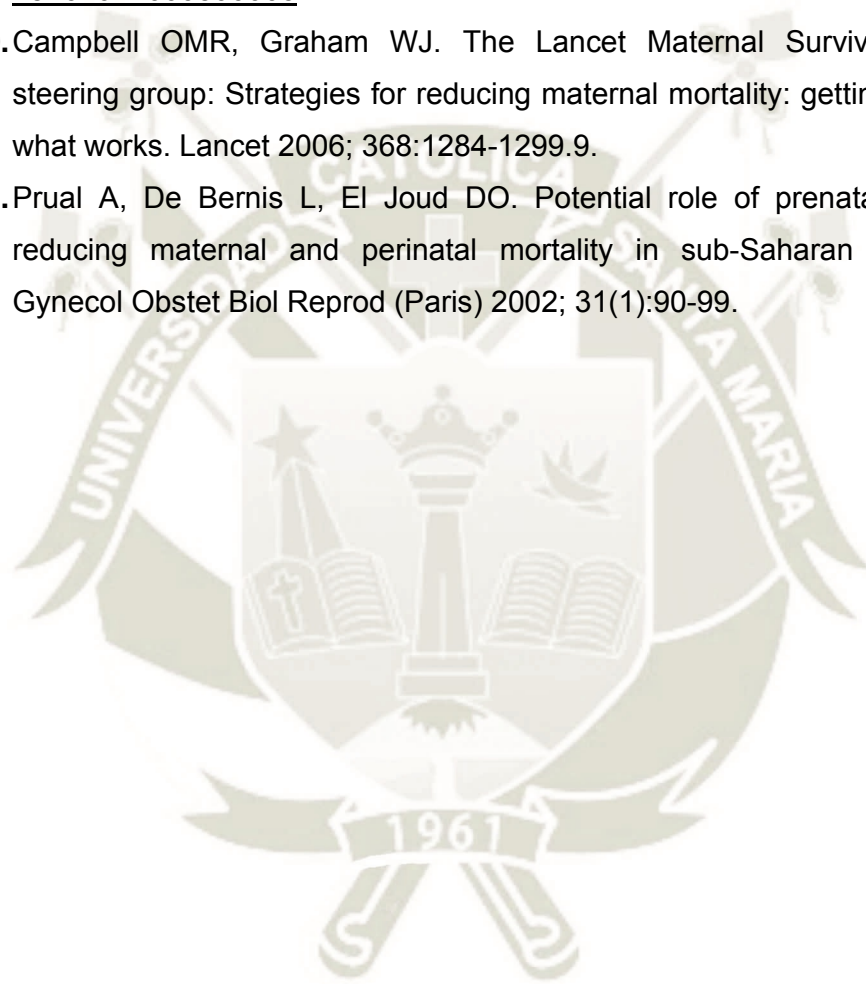 .Campbell OMR, Graham WJ. The Lancet Maternal Surviv
steering group: Strategies for reducing maternal mortality: gettin
what works. Lancet 2006; 368:1284-1299.9.
.Prual A, De Bernis L, El Joud DO. Potential role of prenata
reducing maternal and perinatal mortality in sub-Saharan
Gynecol Obstet Biol Reprod (Paris) 2002; 31(1):90-99.
UNIVERSIDAD CATOLICA SANTA MARIA
1961